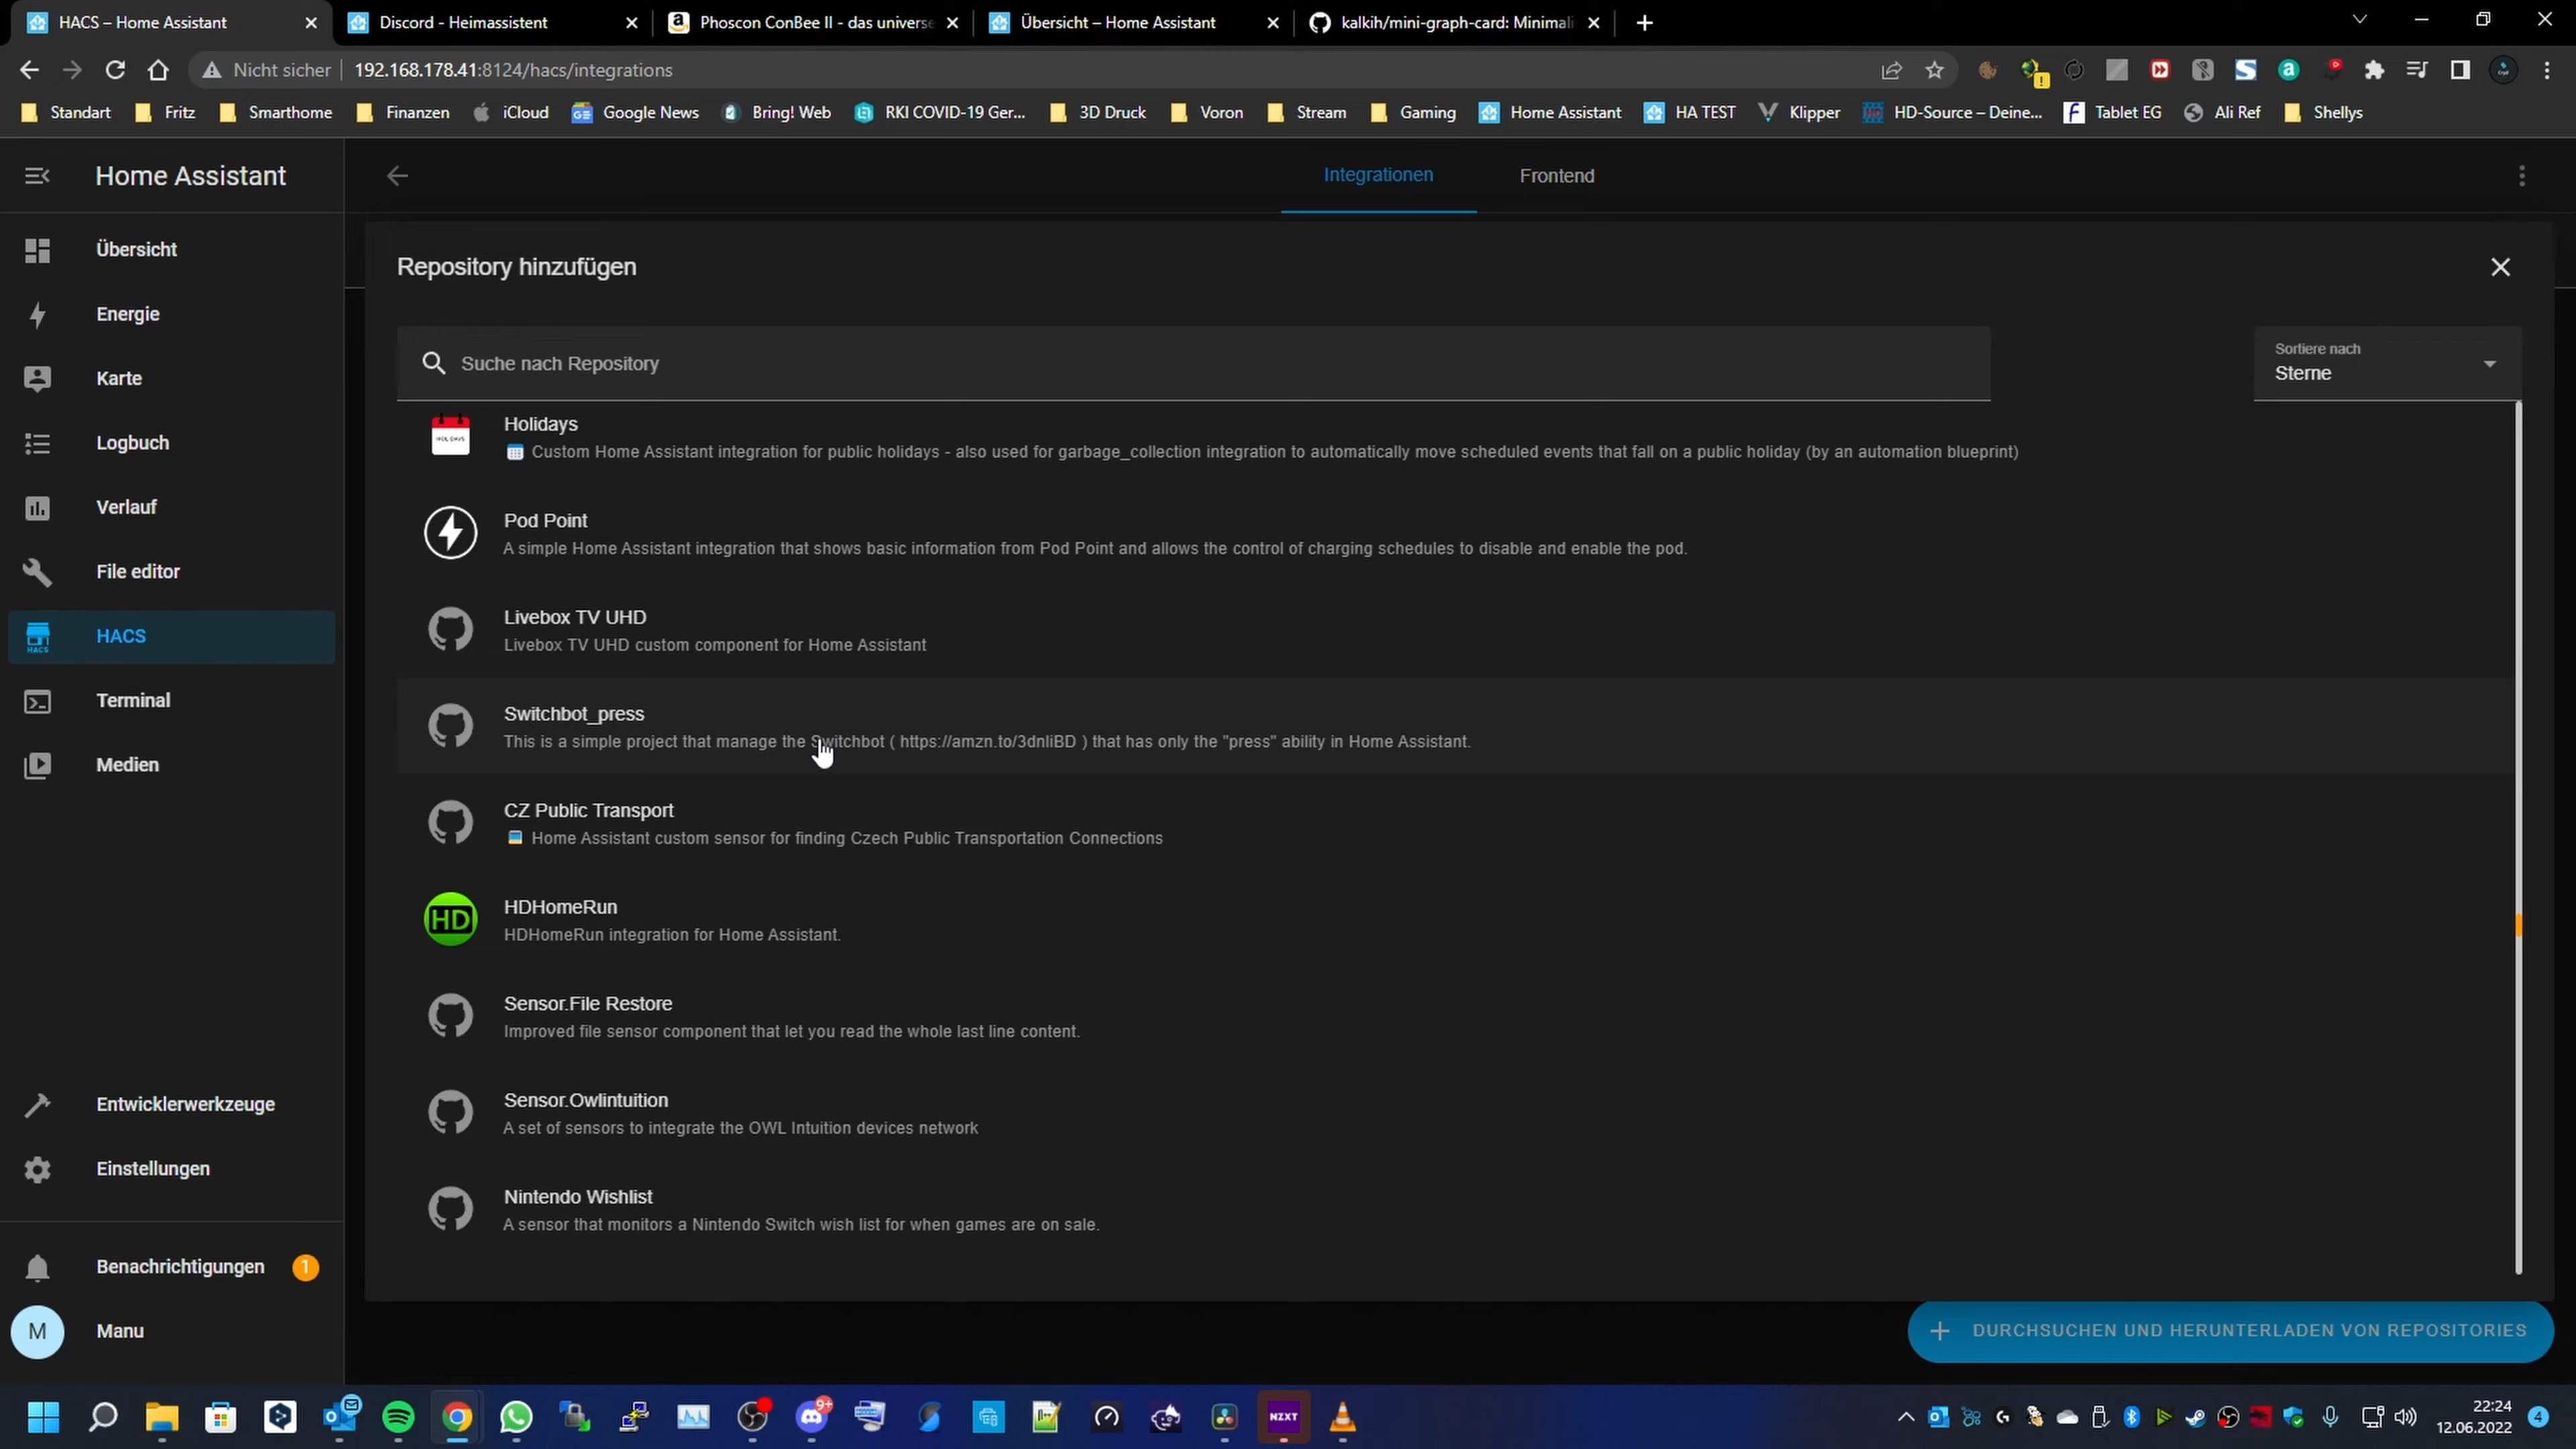 HACS – Home Assistant
Discord - Heimassistent
Phoscon ConBee II - das universe
Übersicht – Home Assistant
kalkih/mini-graph-card: Minimali
Nicht sicher
192.168.178.41:8124/hacs/integrations
Standart
Fritz
Smarthome
Finanzen
iCloud
Google News
Bring! Web
RKI COVID-19 Ger...
3D Druck
Voron
Stream
Gaming
Home Assistant
HA TEST
Klipper
HD-Source – Deine...
Tablet EG
Ali Ref
Shellys
Home Assistant
Integrationen
Frontend
Übersicht
Energie
Karte
Logbuch
Verlauf
File editor
HACS
HACS
Terminal
Medien
Entwicklerwerkzeuge
Einstellungen
Benachrichtigungen
1
M
Manu
Repository hinzufügen
Suche nach Repository
Sortiere nach
Sterne
Holidays
Custom Home Assistant integration for public holidays - also used for garbage_collection integration to automatically move scheduled events that fall on a public holiday (by an automation blueprint)
Pod Point
A simple Home Assistant integration that shows basic information from Pod Point and allows the control of charging schedules to disable and enable the pod.
Livebox TV UHD
Livebox TV UHD custom component for Home Assistant
Switchbot_press
This is a simple project that manage the Switchbot ( https://amzn.to/3dnliBD ) that has only the "press" ability in Home Assistant.
CZ Public Transport
Home Assistant custom sensor for finding Czech Public Transportation Connections
HD
HDHomeRun
HDHomeRun integration for Home Assistant.
Sensor.File Restore
Improved file sensor component that let you read the whole last line content.
Sensor.Owlintuition
A set of sensors to integrate the OWL Intuition devices network
Nintendo Wishlist
A sensor that monitors a Nintendo Switch wish list for when games are on sale.
DURCHSUCHEN UND HERUNTERLADEN VON REPOSITORIES
9+
NZXT
22:24
12.06.2022
4